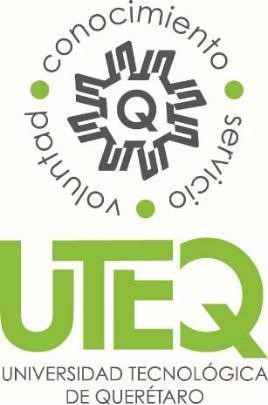 conocimiento • servicio • voluntad •
Q
UTEQ
UNIVERSIDAD TECNOLÓGICA
DE QUERÉTARO